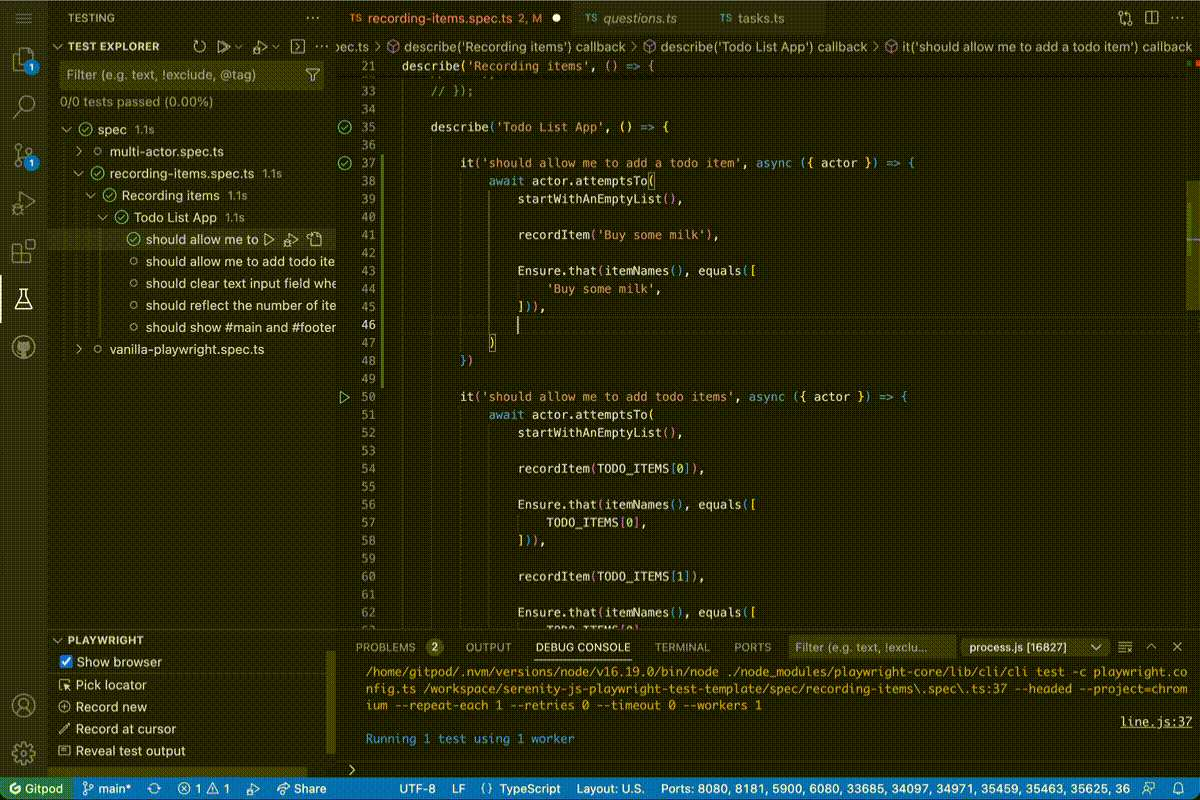 TESTING
TS recording-items.spec.ts 2, M
TS questions.ts
TS tasks.ts
TEST EXPLORER
pec.ts > describe('Recording items') callback > describe('Todo List App') callback > it('should allow me to add a todo item') callback
Filter (e.g. text, !exclude, @tag)
0/0 tests passed (0.00%)
spec 1.1s
multi-actor.spec.ts
recording-items.spec.ts 1.1s
Recording items 1.1s
Todo List App 1.1s
should allow me to
should allow me to add todo ite
should clear text input field whe
should reflect the number of ite
should show #main and #footer
vanilla-playwright.spec.ts
1
1
21 describe('Recording items', () => {
33 // });
34
35 describe('Todo List App', () => {
36
37 it('should allow me to add a todo item', async ({ actor }) => {
38 await actor.attemptsTo(
39 startWithAnEmptyList(),
40
41 recordItem('Buy some milk'),
42
43 Ensure.that(itemNames(), equals([
44 'Buy some milk',
45 ])),
46
47 )
48 })
49
50 it('should allow me to add todo items', async ({ actor }) => {
51 await actor.attemptsTo(
52 startWithAnEmptyList(),
53
54 recordItem(TODO_ITEMS[0]),
55
56 Ensure.that(itemNames(), equals([
57 TODO_ITEMS[0],
58 ])),
59
60 recordItem(TODO_ITEMS[1]),
61
62 Ensure.that(itemNames(), equals([
63 TODO_ITEMS[0],
PLAYWRIGHT
Show browser
Pick locator
Record new
Record at cursor
Reveal test output
PROBLEMS 2 OUTPUT DEBUG CONSOLE TERMINAL PORTS Filter (e.g. text, !exclu... process.js [16827]
/home/gitpod/.nvm/versions/node/v16.19.0/bin/node ./node_modules/playwright-core/lib/cli/cli test -c playwright.co
nfig.ts /workspace/serenity-js-playwright-test-template/spec/recording-items\.spec\.ts:37 --headed --project=chrom
ium --repeat-each 1 --retries 0 --timeout 0 --workers 1
line.js:37
Running 1 test using 1 worker
>
Gitpod main* 1 1 Share UTF-8 LF {} TypeScript Layout: U.S. Ports: 8080, 8181, 5900, 6080, 33685, 34097, 34971, 35459, 35463, 35625, 36